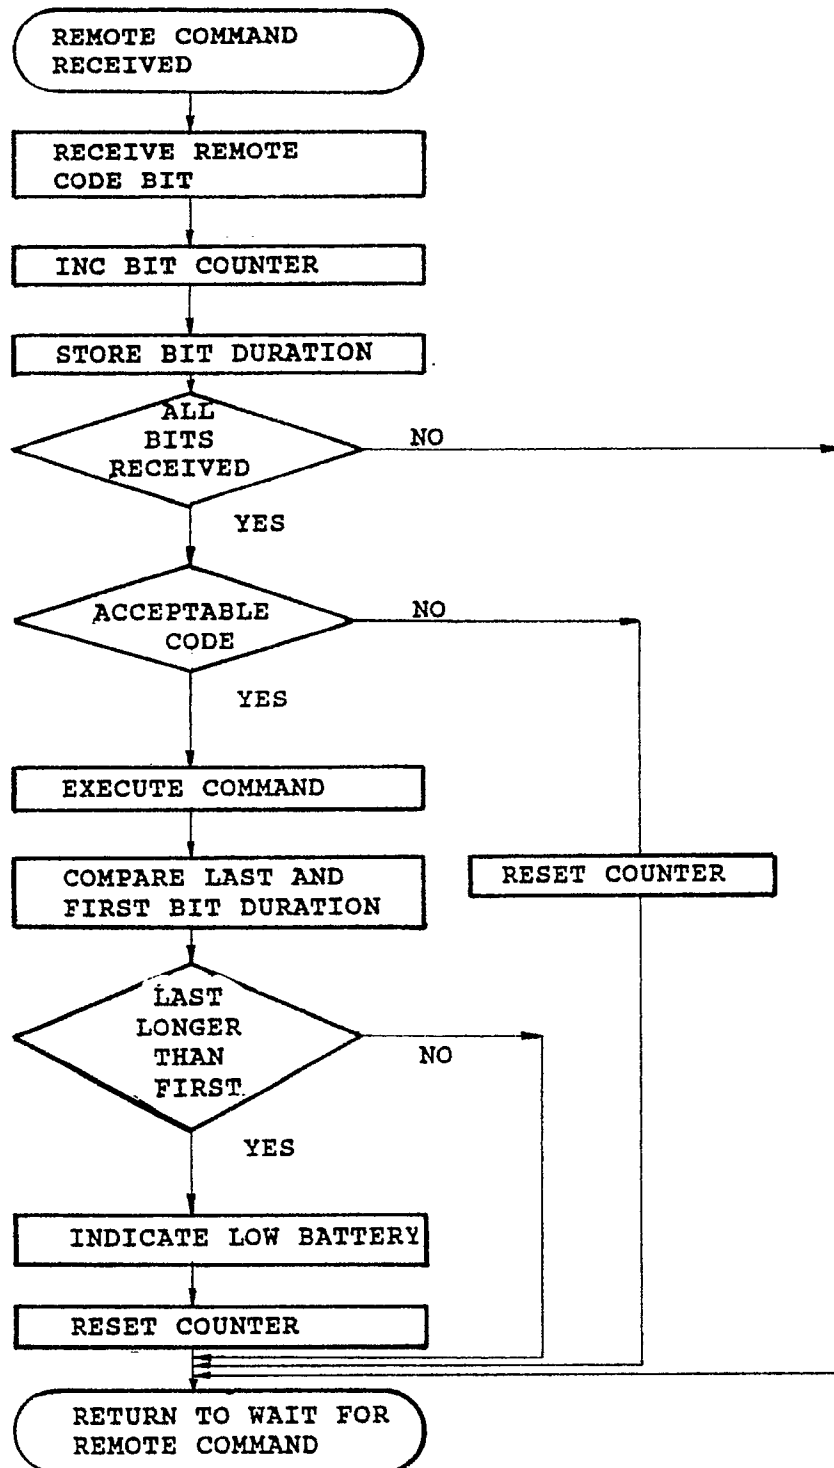 REMOTE COMMAND
RECEIVED
RECEIVE REMOTE
CODE BIT
INC BIT COUNTER
STORE BIT DURATION
ALL
BITS
RECEIVED
NO
YES
ACCEPTABLE
CODE
NO
YES
EXECUTE COMMAND
COMPARE LAST AND
FIRST BIT DURATION
RESET COUNTER
LAST
LONGER
THAN
FIRST
NO
YES
INDICATE LOW BATTERY
RESET COUNTER
RETURN TO WAIT FOR
REMOTE COMMAND